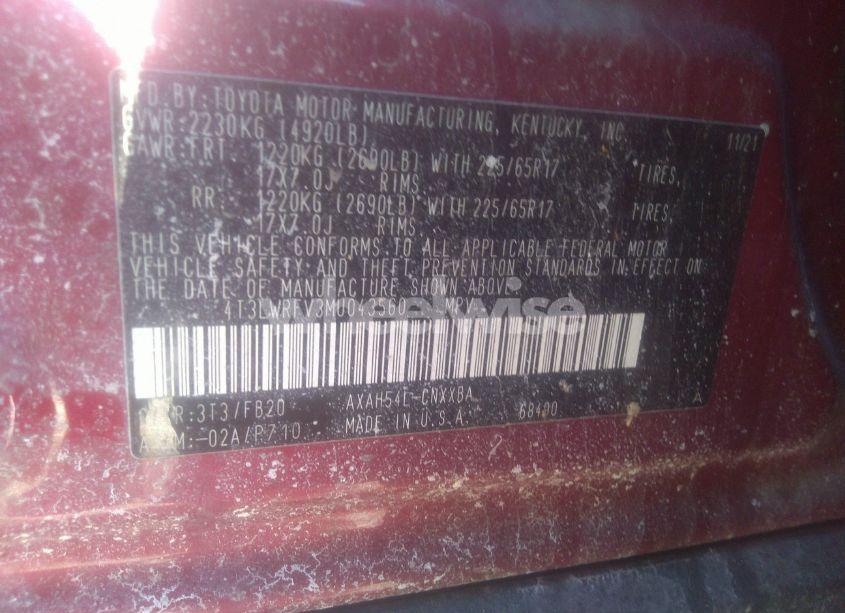 MFD.BY:TOYOTA MOTOR MANUFACTURING, KENTUCKY, INC. 11/21
GVWR:2230KG (4920LB)
GAWR:FRT. 1220KG (2690LB) WITH 225/65R17 TIRES,
17X7.0J RIMS.
RR: 1220KG (2690LB) WITH 225/65R17 TIRES,
17X7.0J RIMS.
THIS VEHICLE CONFORMS TO ALL APPLICABLE FEDERAL MOTOR
VEHICLE SAFETY AND THEFT PREVENTION STANDARDS IN EFFECT ON
THE DATE OF MANUFACTURE SHOWN ABOVE.
MPV
C/TR:3T3/FB20 AXAH54L-CNXXBA A
A/TM:-02A/P710 MADE IN U.S.A. 68400